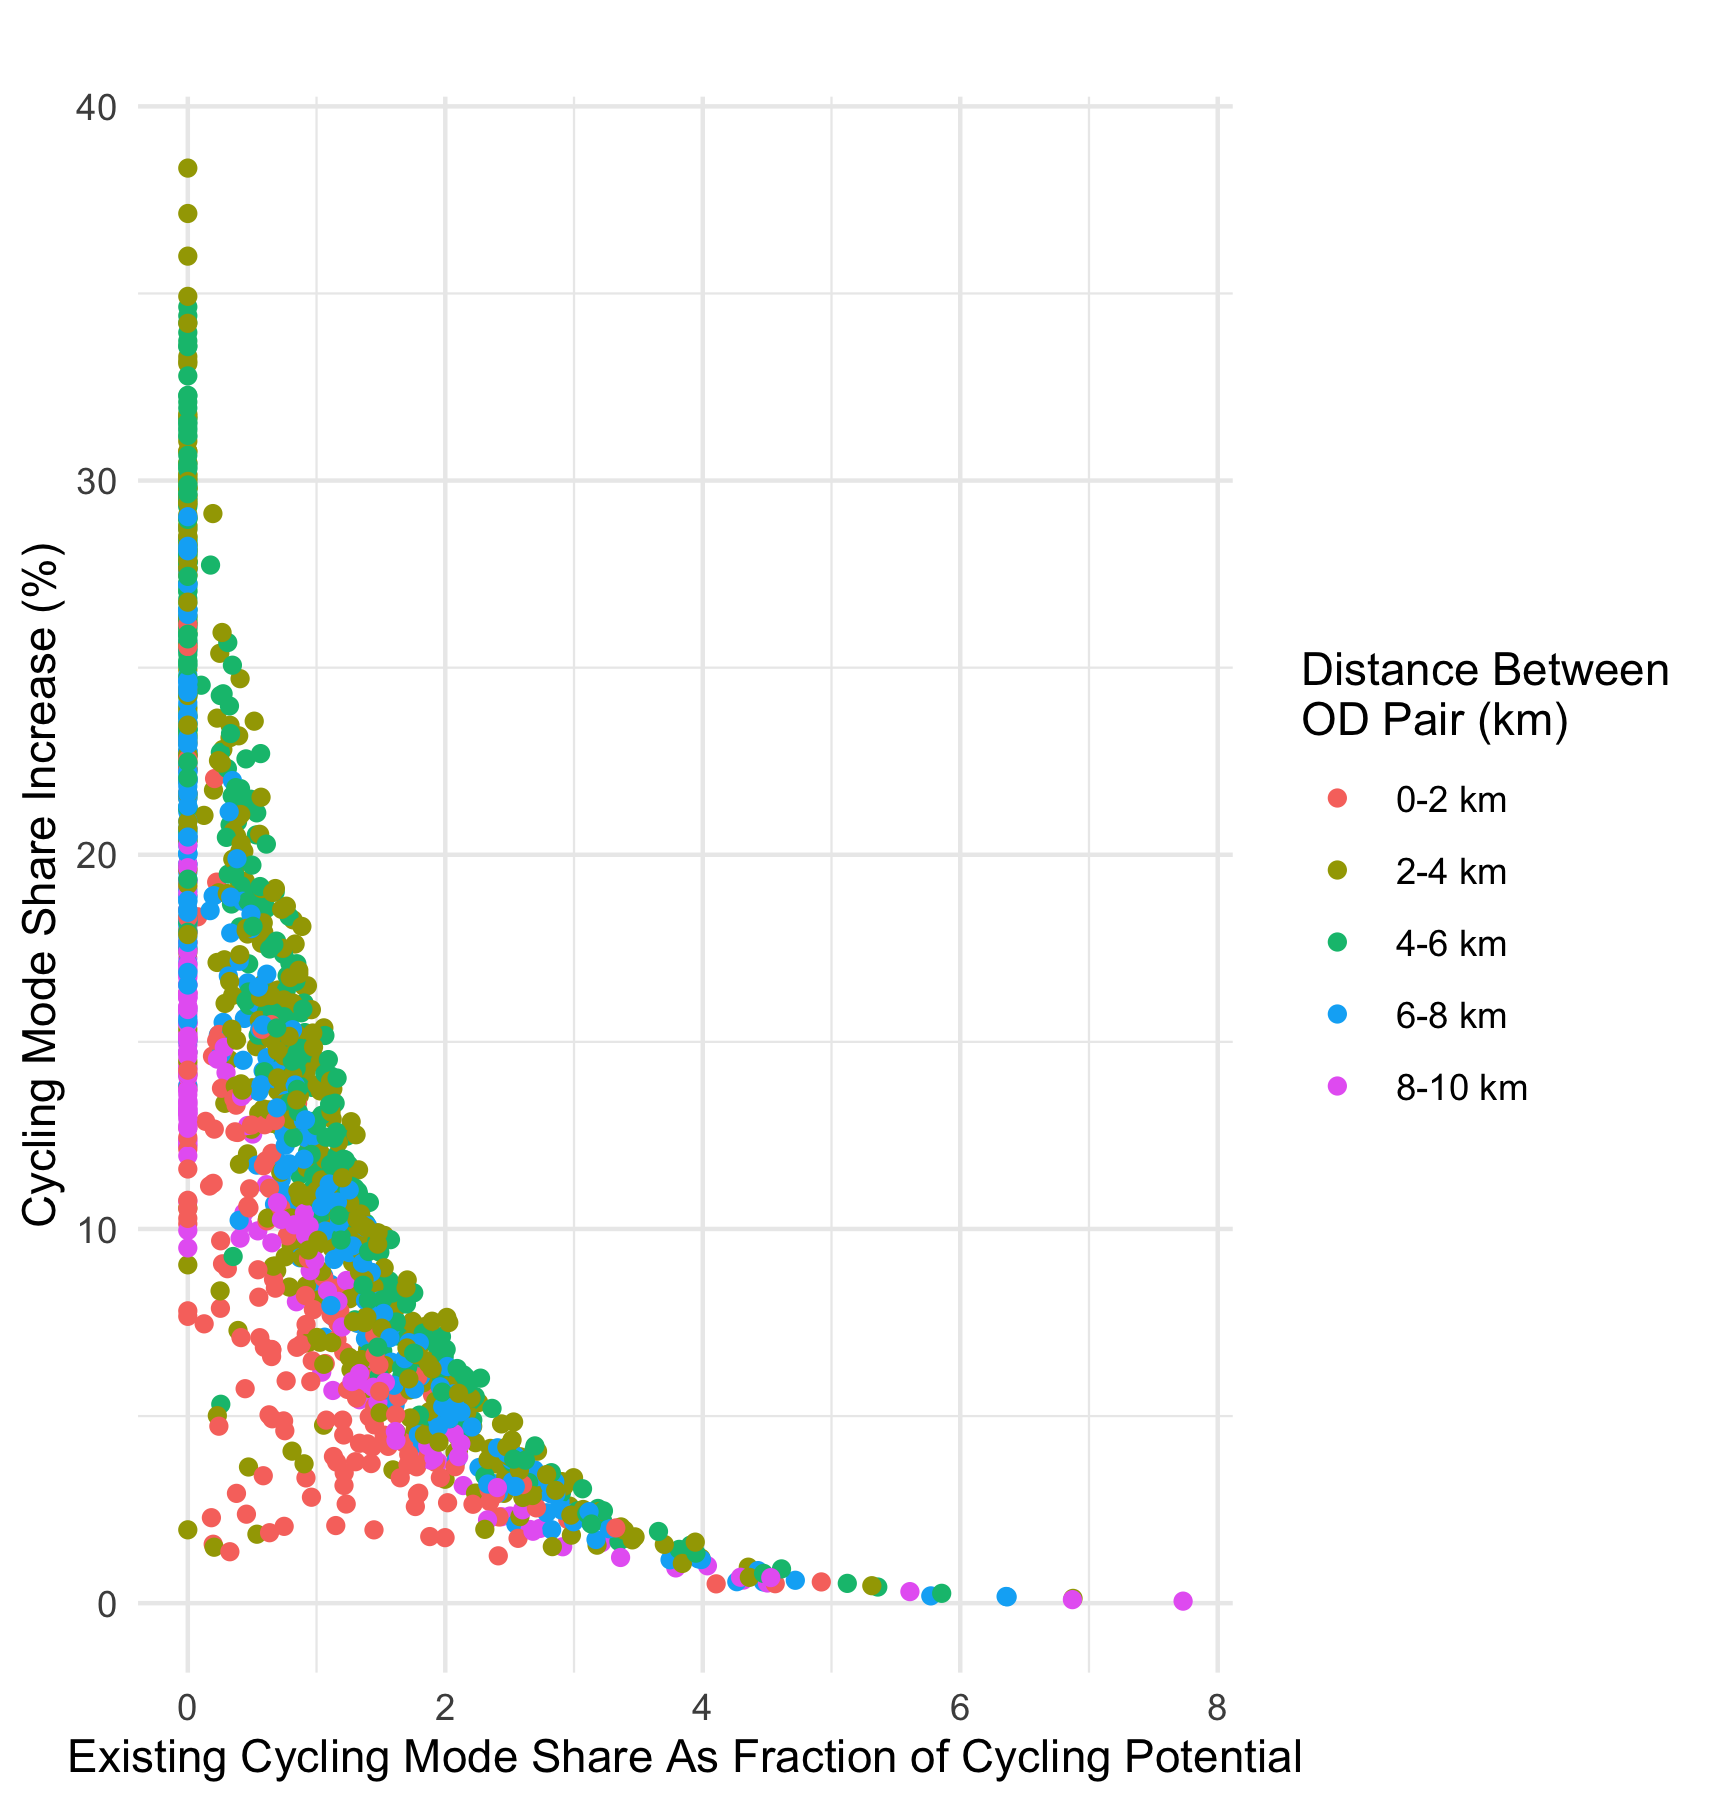 40
30
20
10
0
Cycling Mode Share Increase (%)
0 2 4 6 8
Existing Cycling Mode Share As Fraction of Cycling Potential
Distance Between
OD Pair (km)
0-2 km
2-4 km
4-6 km
6-8 km
8-10 km